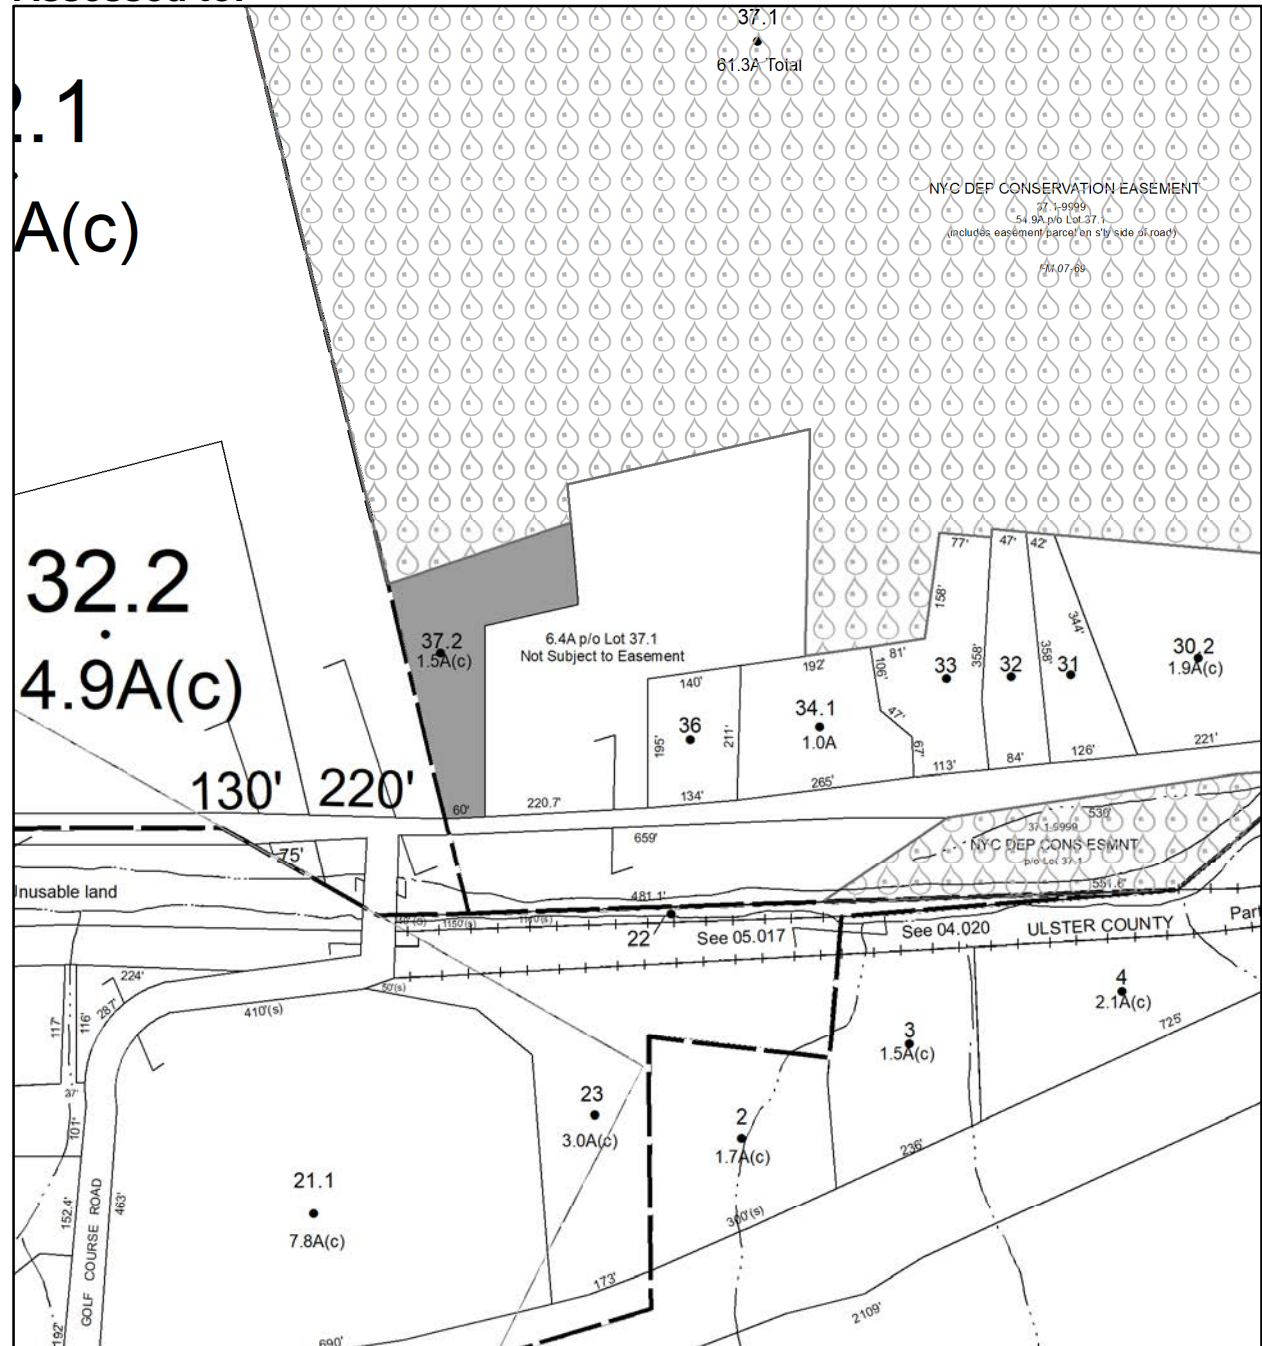 37.1
61.3A Total
2.1
A(c)
NYC DEP CONSERVATION EASEMENT
37.1-9999
54.9A p/o Lot 37.1
(includes easement parcel on s'ly side of road)
FM 07-69
32.2
4.9A(c)
130'
220'
75'
37.2
1.5A(c)
60'
6.4A p/o Lot 37.1
Not Subject to Easement
220.7'
659'
140'
36
195'
211'
134'
192'
34.1
1.0A
265'
81'
106'
47'
67'
77'
158'
33
113'
47'
358'
32
84'
42'
358'
31
126'
344'
30.2
1.9A(c)
221'
530'
37.1-9999
NYC DEP CONS ESMNT
p/o Lot 37.1
551.6'
481.1'
Unusable land
1150'(s)
22
See 05.017
See 04.020
ULSTER COUNTY
Part
50'(s)
224'
287'
117'
116'
410'(s)
37'
101'
152.4'
463'
GOLF COURSE ROAD
192'
21.1
7.8A(c)
23
3.0A(c)
2
1.7A(c)
3
1.5A(c)
4
2.1A(c)
725'
236'
300'(s)
173'
690'
2109'